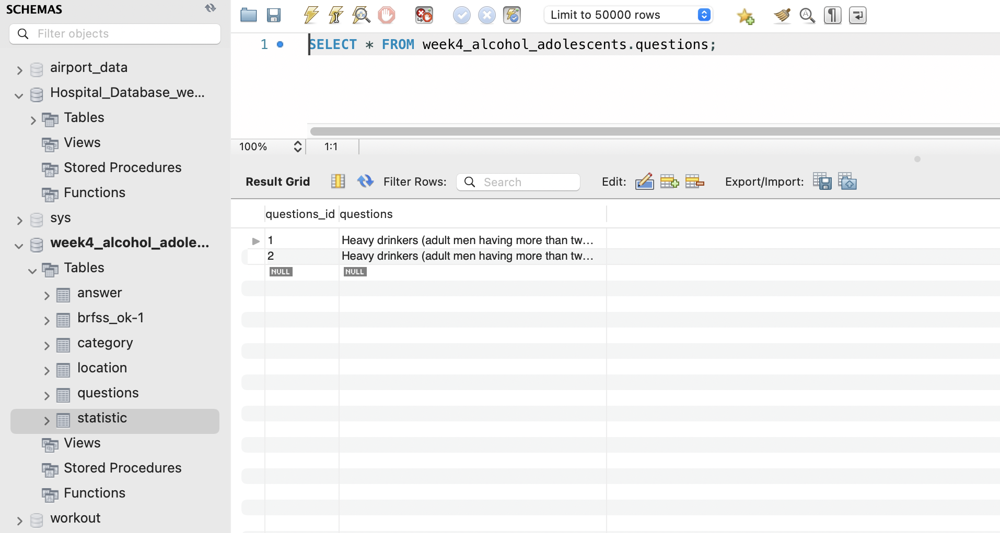 SCHEMAS
Filter objects
airport_data
Hospital_Database_we...
Tables
Views
Stored Procedures
Functions
sys
week4_alcohol_adole...
Tables
answer
brfss_ok-1
category
location
questions
statistic
Views
Stored Procedures
Functions
workout
Limit to 50000 rows
1 SELECT * FROM week4_alcohol_adolescents.questions;
100% 1:1
Result Grid Filter Rows: Search Edit: Export/Import:
questions_id questions
1 Heavy drinkers (adult men having more than tw...
2 Heavy drinkers (adult men having more than tw...
NULL NULL